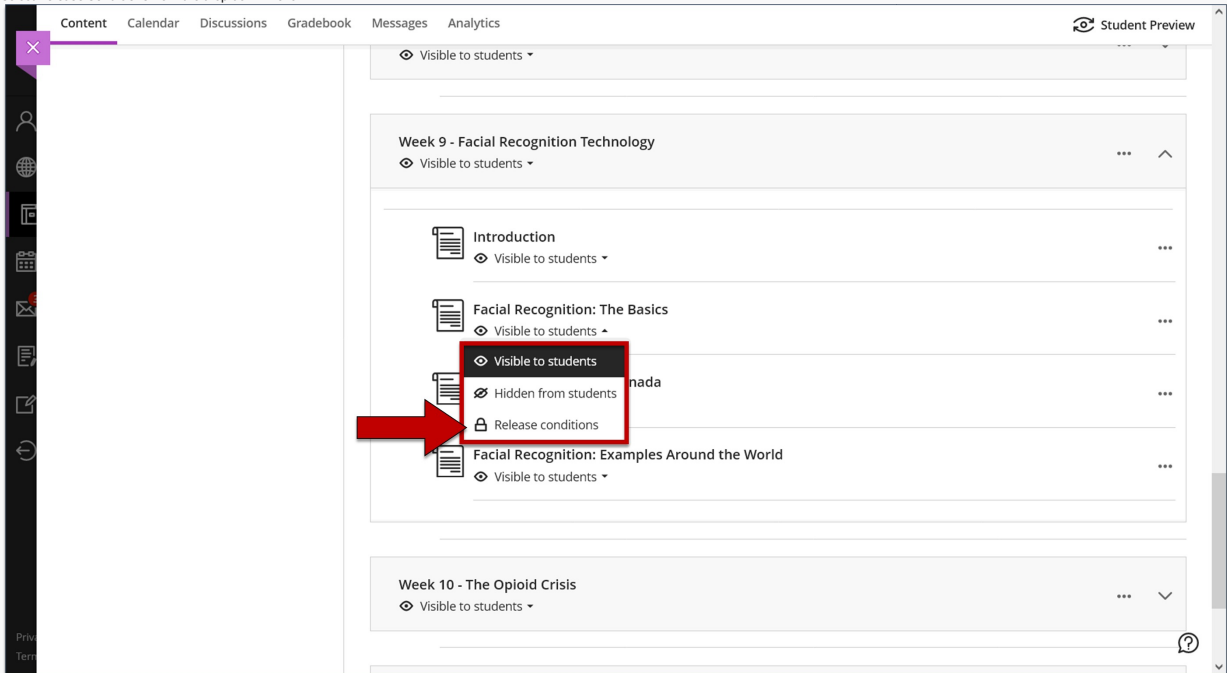 Content Calendar Discussions Gradebook Messages Analytics Student Preview
Visible to students
Week 9 - Facial Recognition Technology
Visible to students
Introduction
Visible to students
Facial Recognition: The Basics
Visible to students
Visible to students
Hidden from students
nada
Release conditions
Facial Recognition: Examples Around the World
Visible to students
Week 10 - The Opioid Crisis
Visible to students
Priva
Term